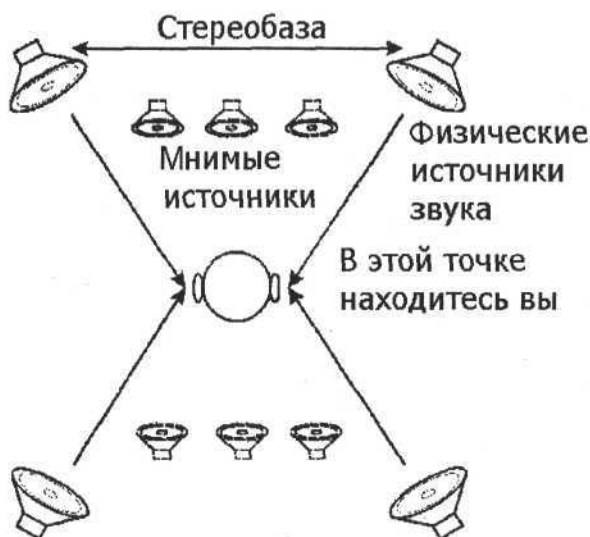 Стереобаза
Мнимые
источники
Физические
источники
звука
В этой точке
находитесь вы